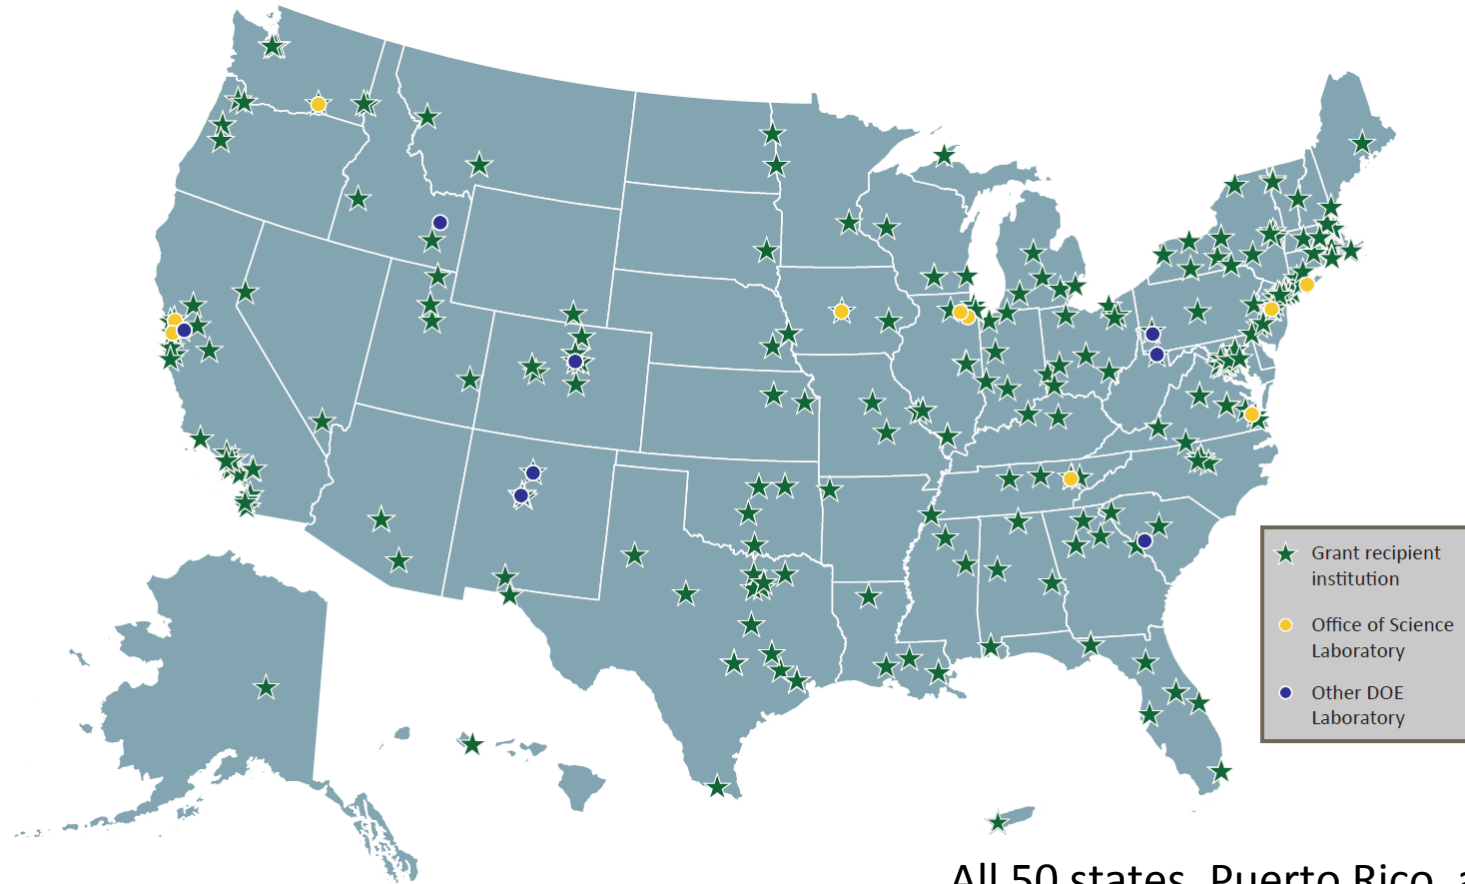 Grant recipient
institution
Office of Science
Laboratory
Other DOE
Laboratory
All 50 states, Puerto Rico, a